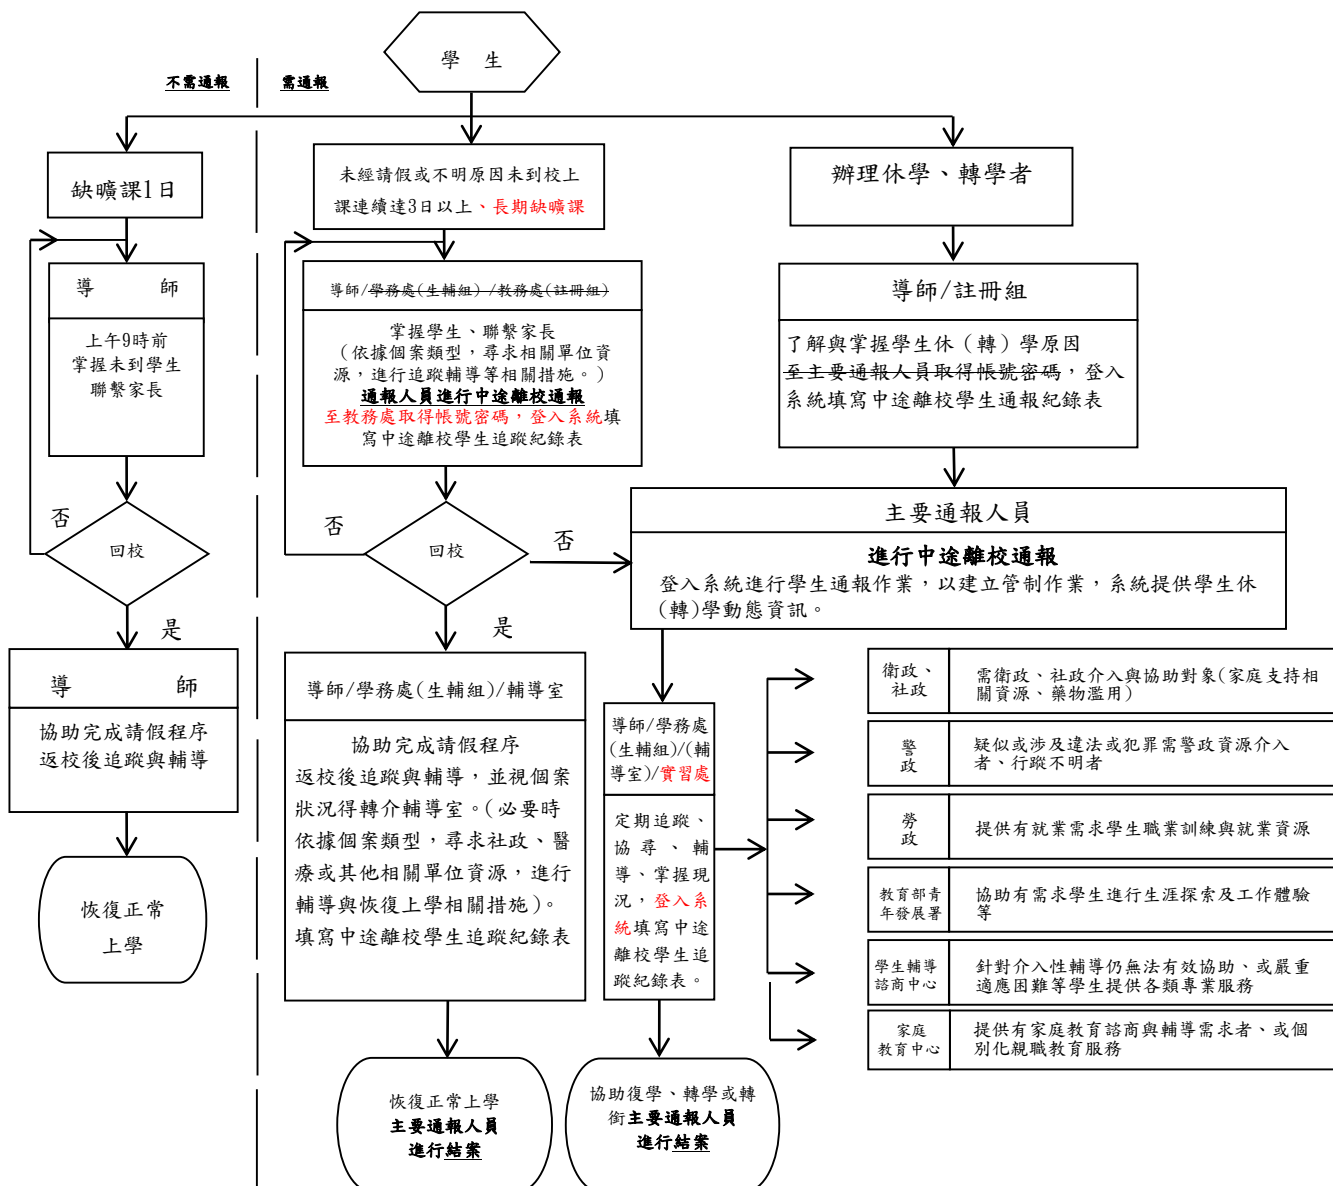 學 生
不需通報
需通報
缺曠課1日
導 師
上午9時前
掌握未到學生
聯繫家長
否
回校
是
導 師
協助完成請假程序
返校後追蹤與輔導
恢復正常
上學
未經請假或不明原因未到校上
課連續達3日以上、長期缺曠課
導師/學務處(生輔組)/教務處(註冊組)
掌握學生、聯繫家長
(依據個案類型，尋求相關單位資
源，進行追蹤輔導等相關措施。)
通報人員進行中途離校通報
至教務處取得帳號密碼，登入系統填
寫中途離校學生追蹤紀錄表
否
回校
否
是
導師/學務處(生輔組)/輔導室
協助完成請假程序
返校後追蹤與輔導，並視個案
狀況得轉介輔導室。(必要時
依據個案類型，尋求社政、醫
療或其他相關單位資源，進行
輔導與恢復上學相關措施)。
填寫中途離校學生追蹤紀錄表
恢復正常上學
主要通報人員
進行結案
辦理休學、轉學者
導師/註冊組
了解與掌握學生休（轉）學原因
至主要通報人員取得帳號密碼，登入
系統填寫中途離校學生通報紀錄表
主要通報人員
進行中途離校通報
登入系統進行學生通報作業，以建立管制作業，系統提供學生休
(轉)學動態資訊。
導師/學務處
(生輔組)/(輔
導室)/實習處
定期追蹤、
協尋、輔
導、掌握現
況，登入系
統填寫中途
離校學生追
蹤紀錄表。
協助復學、轉學或轉
銜主要通報人員
進行結案
衛政、
社政
需衛政、社政介入與協助對象(家庭支持相
關資源、藥物濫用)
警
政
疑似或涉及違法或犯罪需警政資源介入
者、行蹤不明者
勞
政
提供有就業需求學生職業訓練與就業資源
教育部青
年發展署
協助有需求學生進行生涯探索及工作體驗
等
學生輔導
諮商中心
針對介入性輔導仍無法有效協助、或嚴重
適應困難等學生提供各類專業服務
家庭
教育中心
提供有家庭教育諮商與輔導需求者、或個
別化親職教育服務